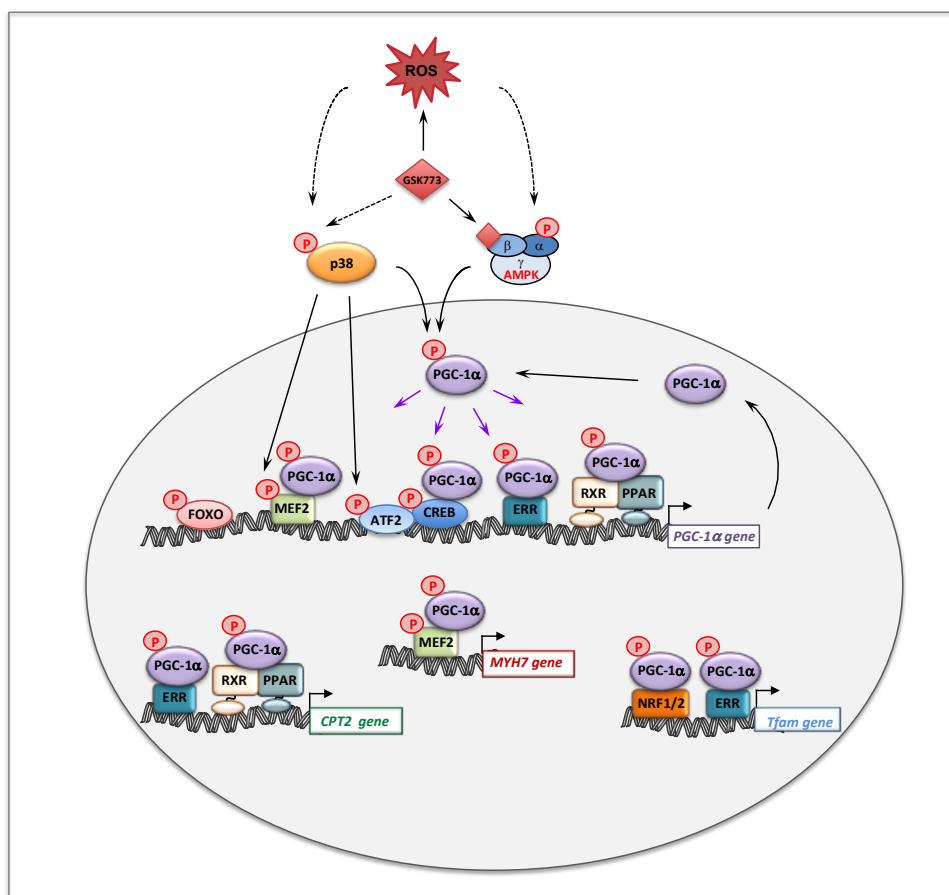 ROS
GSK773
P
P
p38
β
α
γ
AMPK
P
PGC-1α
PGC-1α
P
PGC-1α
P
MEF2
P
FOXO
P
PGC-1α
P
ATF2
P
CREB
P
PGC-1α
ERR
P
PGC-1α
RXR
PPAR
PGC-1α gene
P
PGC-1α
P
MEF2
MYH7 gene
P
PGC-1α
ERR
P
PGC-1α
RXR
PPAR
CPT2 gene
P
PGC-1α
NRF1/2
P
PGC-1α
ERR
Tfam gene